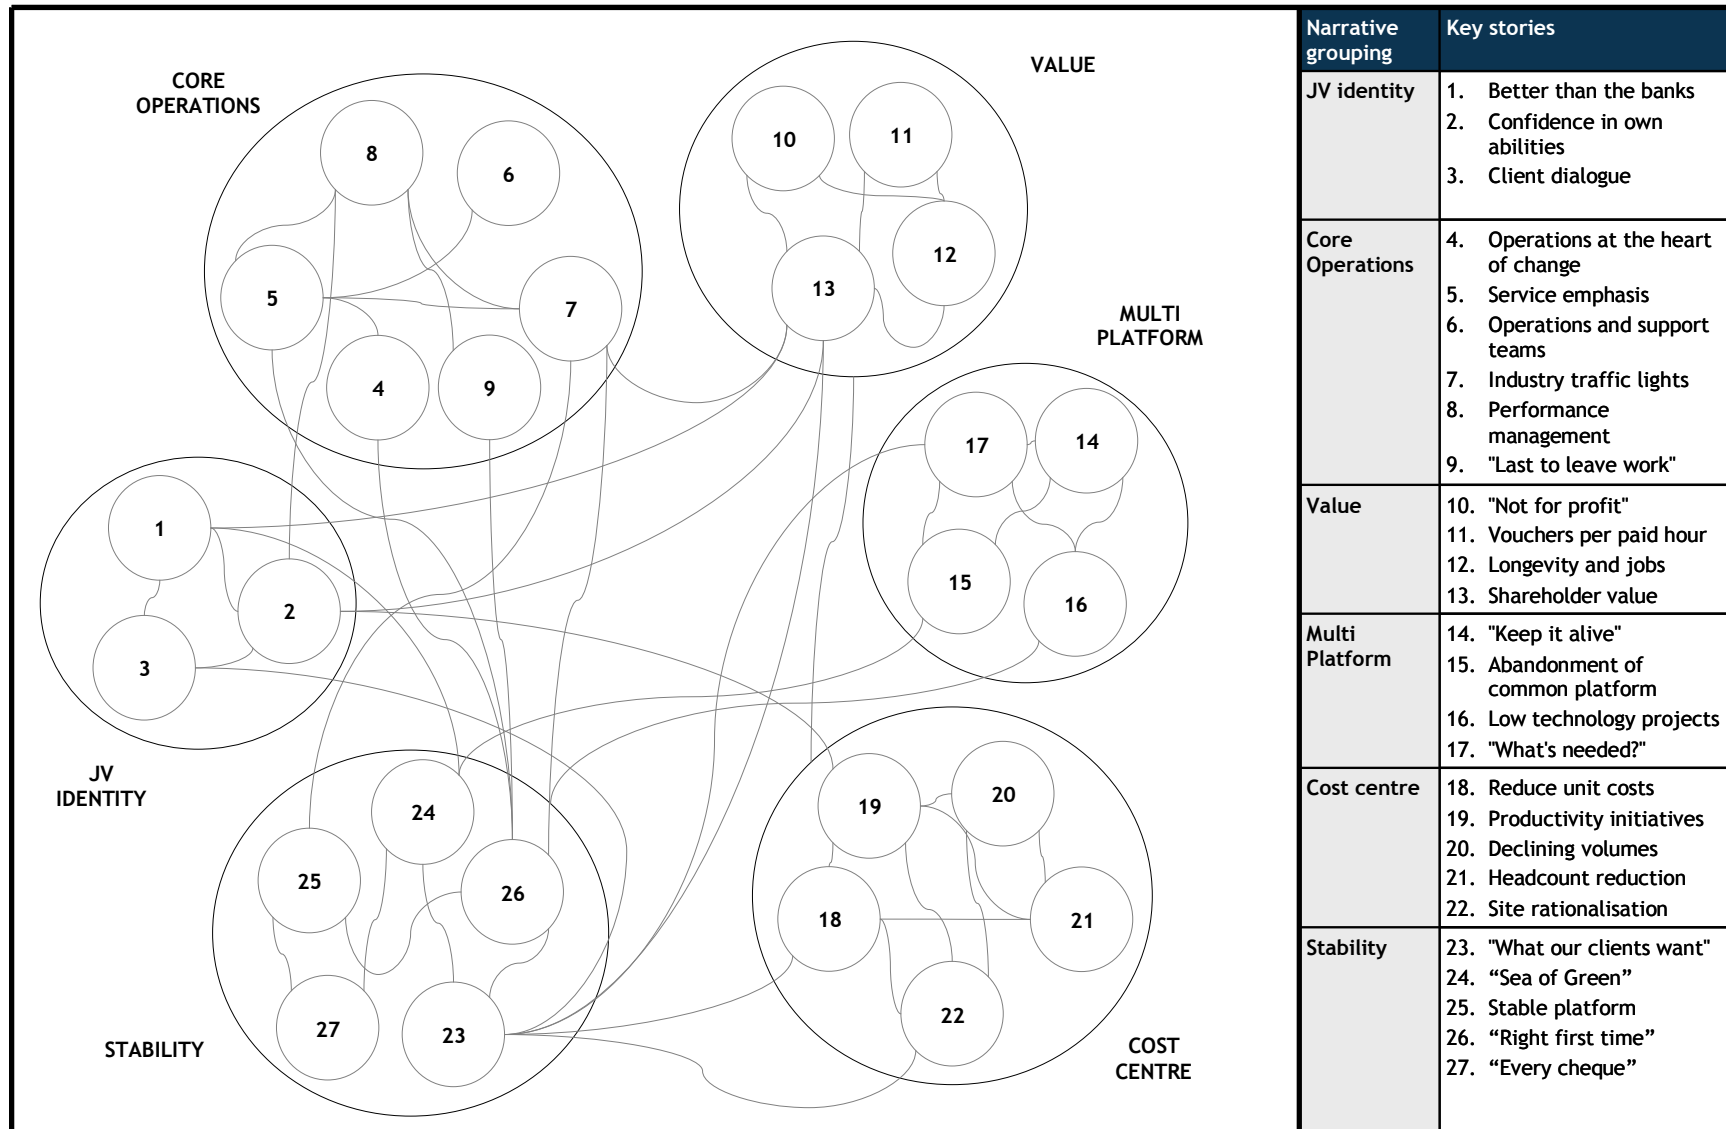 CORE
OPERATIONS
8
6
5
7
4
9
VALUE
10
11
12
13
MULTI
PLATFORM
17
14
15
16
1
2
3
JV
IDENTITY
24
25
26
27
23
STABILITY
19
20
18
21
22
COST
CENTRE
Narrative
grouping
Key stories
JV identity
1. Better than the banks
2. Confidence in own
abilities
3. Client dialogue
Core
Operations
4. Operations at the heart
of change
5. Service emphasis
6. Operations and support
teams
7. Industry traffic lights
8. Performance
management
9. "Last to leave work"
Value
10. "Not for profit"
11. Vouchers per paid hour
12. Longevity and jobs
13. Shareholder value
Multi
Platform
14. "Keep it alive"
15. Abandonment of
common platform
16. Low technology projects
17. "What's needed?"
Cost centre
18. Reduce unit costs
19. Productivity initiatives
20. Declining volumes
21. Headcount reduction
22. Site rationalisation
Stability
23. "What our clients want"
24. “Sea of Green”
25. Stable platform
26. “Right first time”
27. “Every cheque”